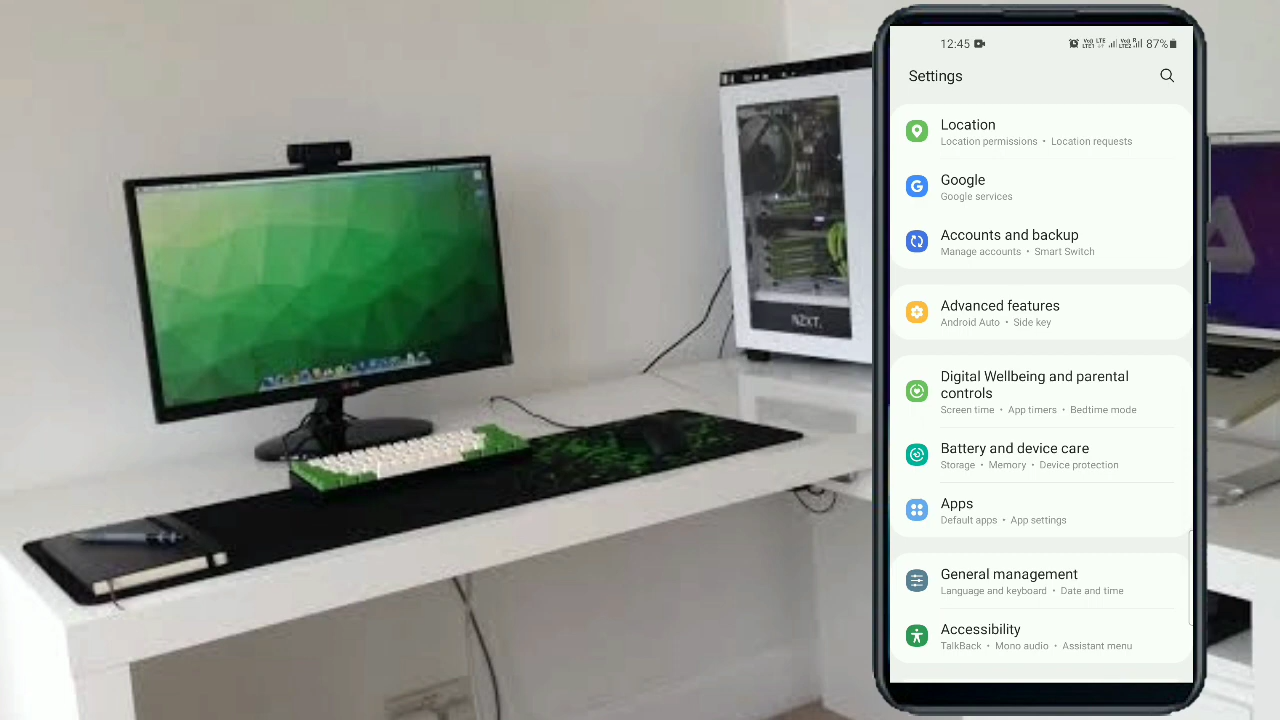 12:45
87%
Settings
Location
Location permissions • Location requests
Google
Google services
Accounts and backup
Manage accounts • Smart Switch
Advanced features
Android Auto • Side key
Digital Wellbeing and parental
controls
Screen time • App timers • Bedtime mode
Battery and device care
Storage • Memory • Device protection
Apps
Default apps • App settings
General management
Language and keyboard • Date and time
Accessibility
TalkBack • Mono audio • Assistant menu
NZXT.